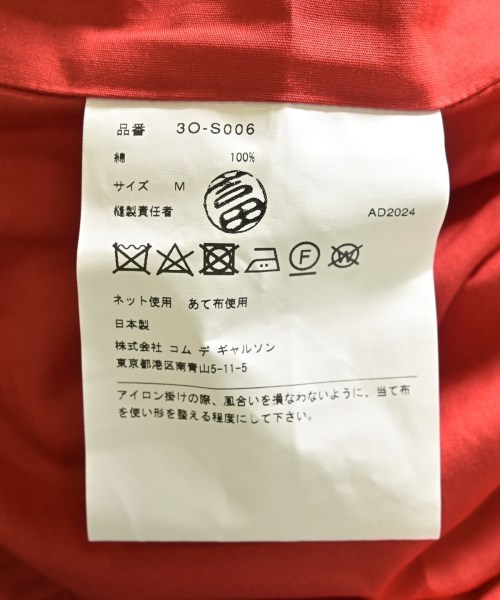 品番 3O-S006
綿 100%
サイズ M
縫製責任者 AD2024
F W
ネット使用 あて布使用
日本製
株式会社 コム デ ギャルソン
東京都港区南青山5-11-5
アイロン掛けの際、風合いを損なわないように、当て布
を使い形を整える程度にして下さい。